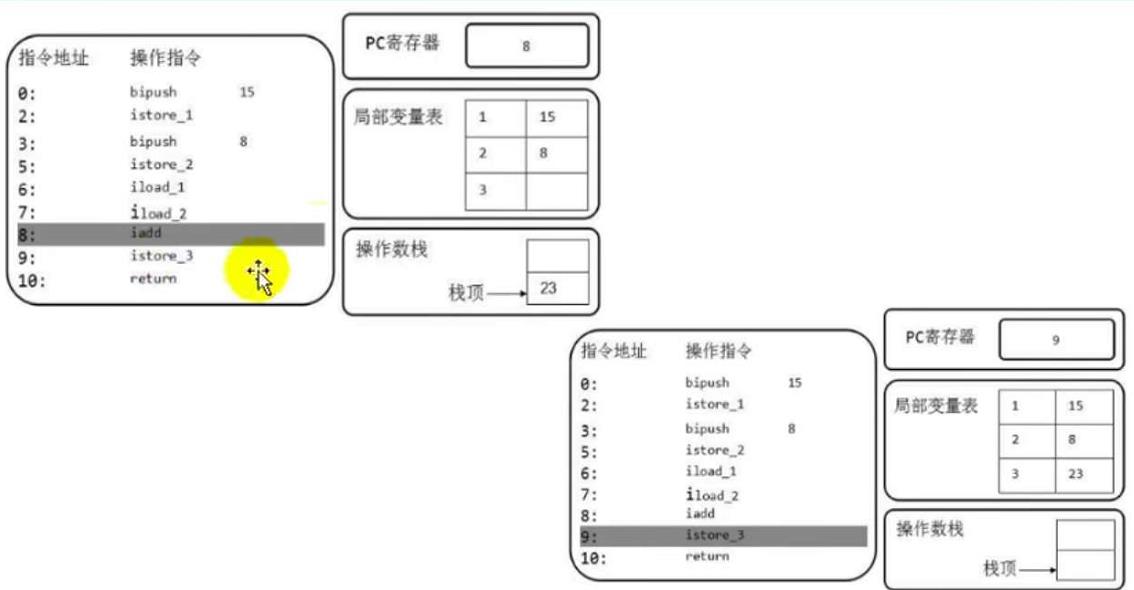 指令地址 操作指令
0: bipush 15
2: istore_1
3: bipush 8
5: istore_2
6: iload_1
7: iload_2
8: iadd
9: istore_3
10: return
PC寄存器 8
局部变量表 1 15
2 8
3
操作数栈
栈顶 23
指令地址 操作指令
0: bipush 15
2: istore_1
3: bipush 8
5: istore_2
6: iload_1
7: iload_2
8: iadd
9: istore_3
10: return
PC寄存器 9
局部变量表 1 15
2 8
3 23
操作数栈
栈顶